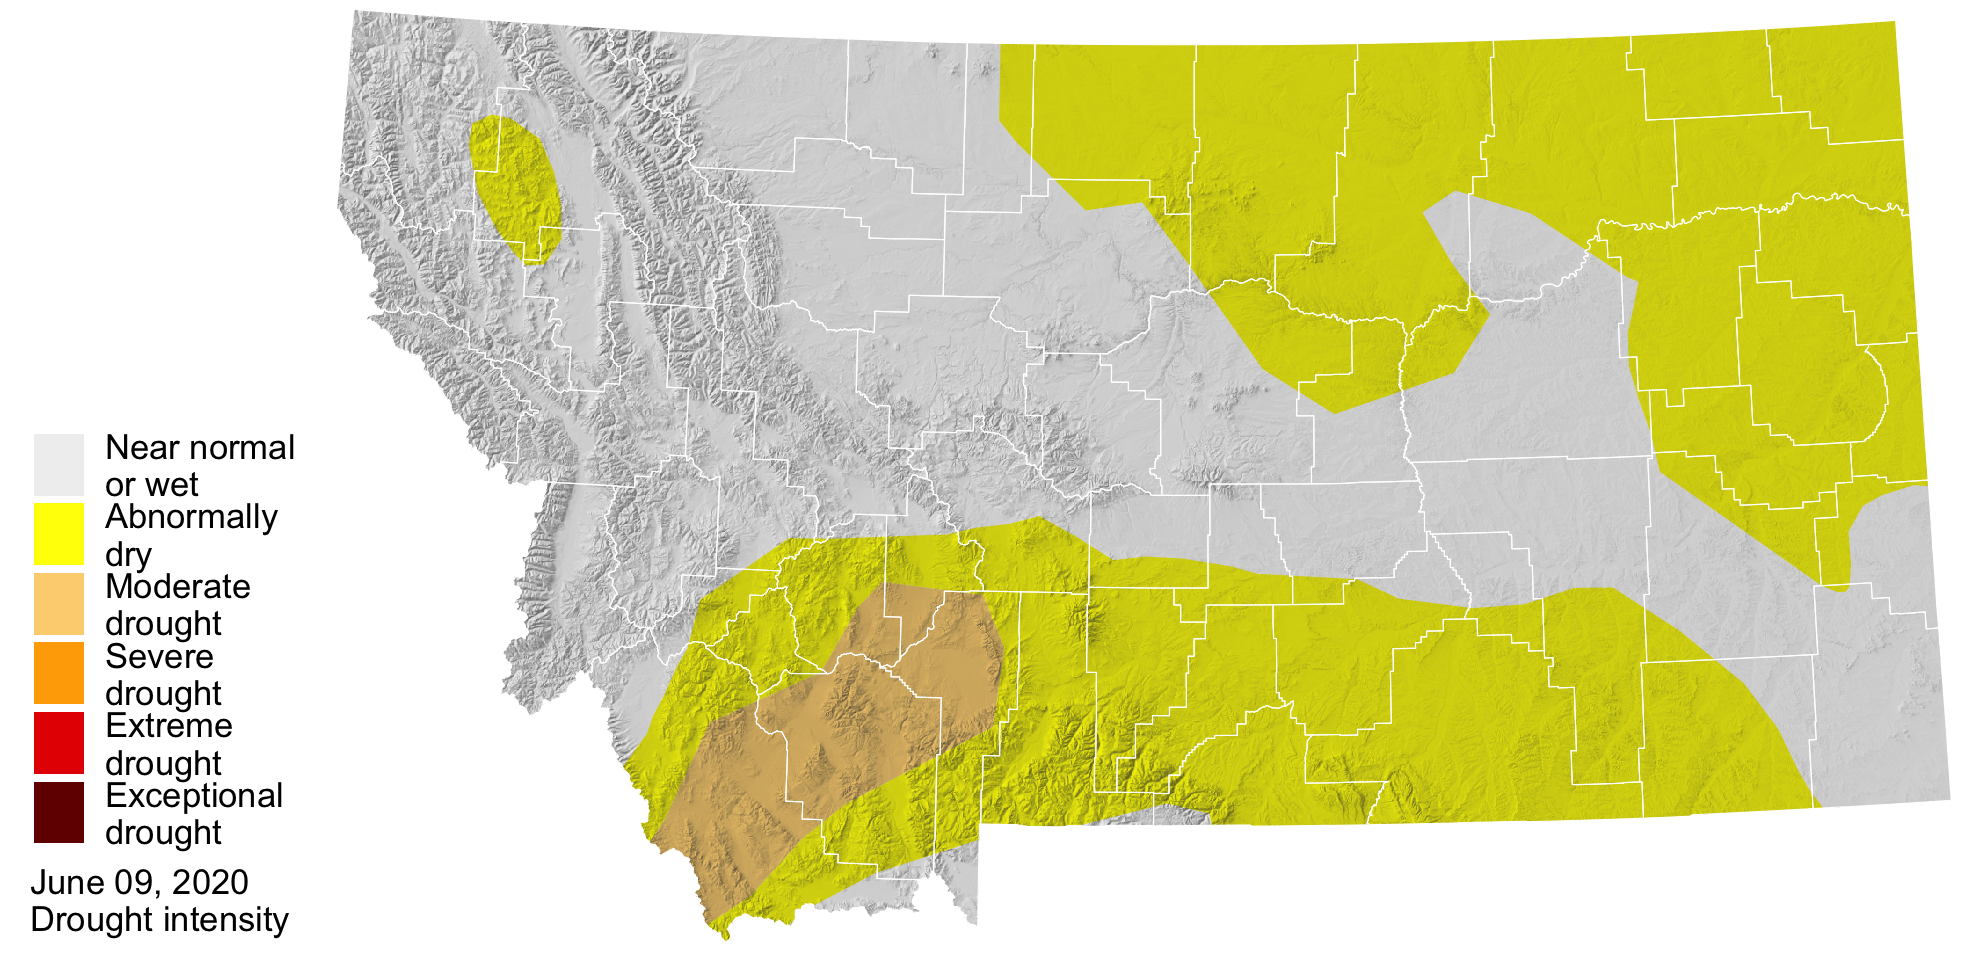 Near normal
or wet
Abnormally
dry
Moderate
drought
Severe
drought
Extreme
drought
Exceptional
drought
June 09, 2020
Drought intensity